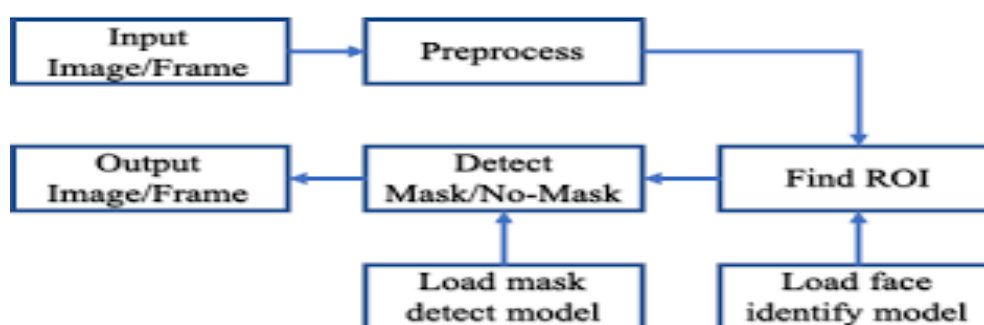 Input
Image/Frame
Preprocess
Output
Image/Frame
Detect
Mask/No-Mask
Find ROI
Load mask
detect model
Load face
identify model